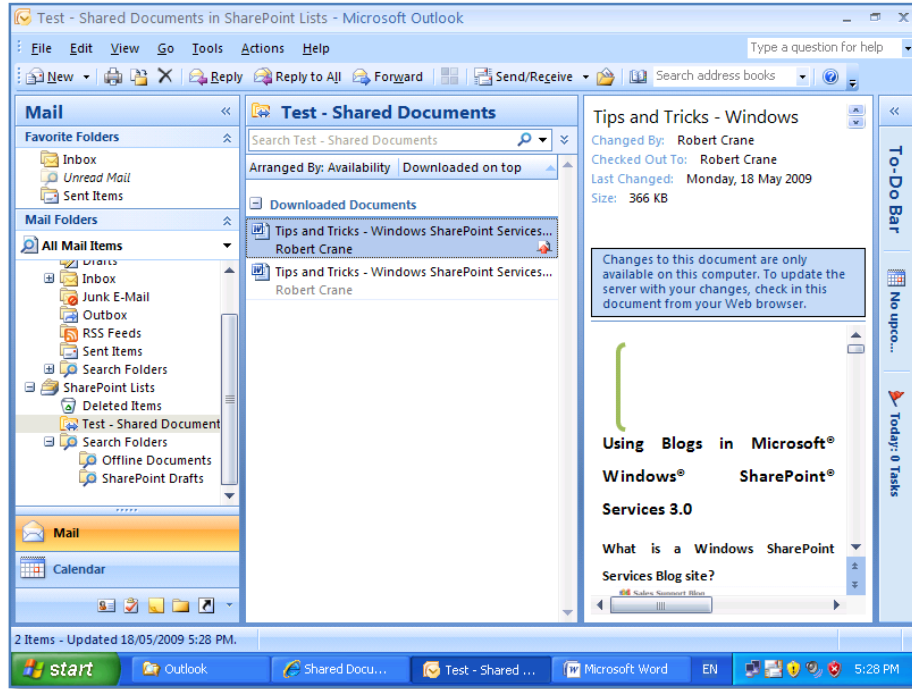 Test - Shared Documents in SharePoint Lists - Microsoft Outlook
File Edit View Go Tools Actions Help
Type a question for help
New Reply Reply to All Forward Send/Receive Search address books
Mail
Favorite Folders
Inbox
Unread Mail
Sent Items
Mail Folders
All Mail Items
Drafts
Inbox
Junk E-Mail
Outbox
RSS Feeds
Sent Items
Search Folders
SharePoint Lists
Deleted Items
Test - Shared Document
Search Folders
Offline Documents
SharePoint Drafts
Mail
Calendar
Test - Shared Documents
Search Test - Shared Documents
Arranged By: Availability Downloaded on top
Downloaded Documents
Tips and Tricks - Windows SharePoint Services...
Robert Crane
Tips and Tricks - Windows SharePoint Services...
Robert Crane
Tips and Tricks - Windows
Changed By: Robert Crane
Checked Out To: Robert Crane
Last Changed: Monday, 18 May 2009
Size: 366 KB
Changes to this document are only
available on this computer. To update the
server with your changes, check in this
document from your Web browser.
Using Blogs in Microsoft®
Windows® SharePoint®
Services 3.0
What is a Windows SharePoint
Services Blog site?
Sales Support Blog
To-Do Bar
No upco...
Today: 0 Tasks
2 Items - Updated 18/05/2009 5:28 PM.
start Outlook Shared Docu... Test - Shared ... Microsoft Word EN 5:28 PM